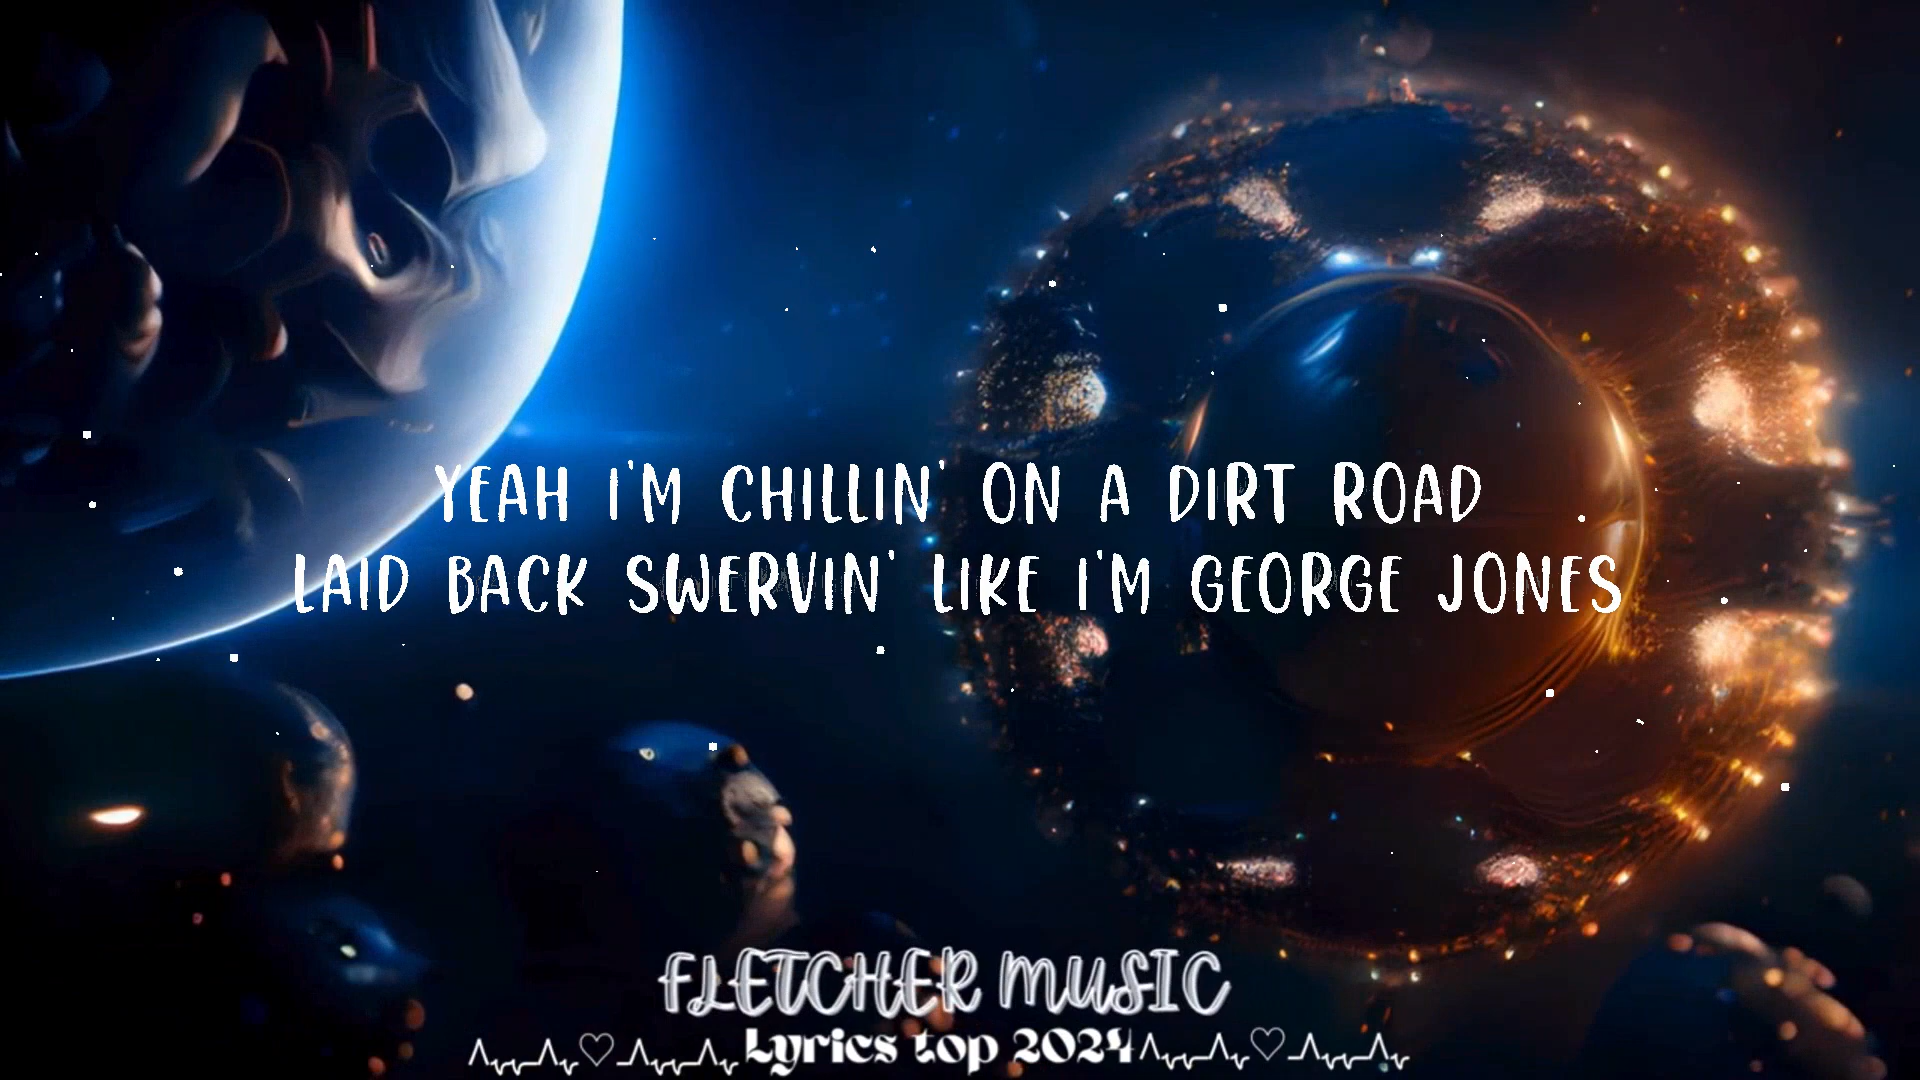 YEAH I'M CHILLIN' ON A DIRT ROAD
LAID BACK SWERVIN' LIKE I'M GEORGE JONES
FLETCHER MUSIC
Lyrics top 2024